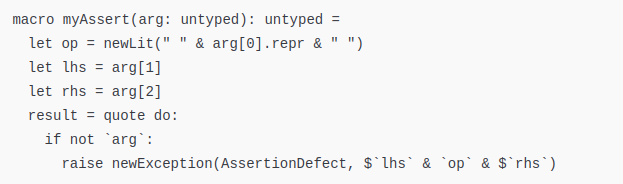 macro myAssert(arg: untyped): untyped =
  let op = newLit(" " & arg[0].repr & " ")
  let lhs = arg[1]
  let rhs = arg[2]
  result = quote do:
    if not `arg`:
      raise newException(AssertionDefect, $`lhs` & `op` & $`rhs`)